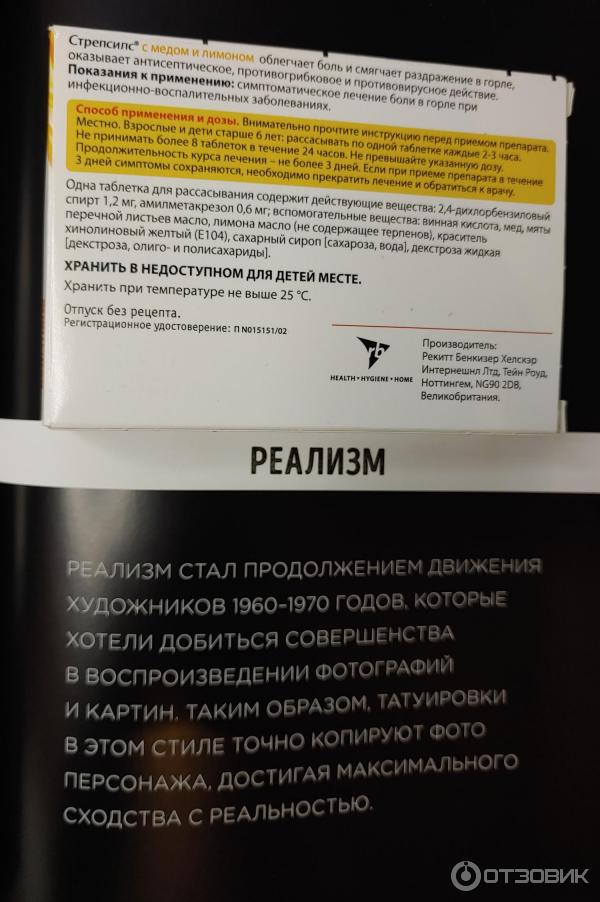 Стрепсилс® с медом и лимоном облегчает боль и смягчает раздражение в горле,
оказывает антисептическое, противогрибковое и противовирусное действие.
Показания к применению: симптоматическое лечение боли в горле при
инфекционно-воспалительных заболеваниях.
Способ применения и дозы. Внимательно прочтите инструкцию перед приемом препарата.
Местно. Взрослые и дети старше 6 лет: рассасывать по одной таблетке каждые 2-3 часа.
Не принимать более 8 таблеток в течение 24 часов. Не превышайте указанную дозу.
Продолжительность курса лечения – не более 3 дней. Если при приеме препарата в течение
3 дней симптомы сохраняются, необходимо прекратить лечение и обратиться к врачу.
Одна таблетка для рассасывания содержит действующие вещества: 2,4-дихлорбензиловый
спирт 1,2 мг, амилметакрезол 0,6 мг; вспомогательные вещества: винная кислота, мед, мяты
перечной листьев масло, лимона масло (не содержащее терпенов), краситель
хинолиновый желтый (Е104), сахарный сироп [сахароза, вода], декстроза жидкая
[декстроза, олиго- и полисахариды].
ХРАНИТЬ В НЕДОСТУПНОМ ДЛЯ ДЕТЕЙ МЕСТЕ.
Хранить при температуре не выше 25 °С.
Отпуск без рецепта.
Регистрационное удостоверение: П N015151/02
rb
HEALTH • HYGIENE • HOME
Производитель:
Рекитт Бенкизер Хелскэр
Интернешнл Лтд, Тейн Роуд,
Ноттингем, NG90 2DB,
Великобритания.
РЕАЛИЗМ
РЕАЛИЗМ СТАЛ ПРОДОЛЖЕНИЕМ ДВИЖЕНИЯ
ХУДОЖНИКОВ 1960-1970 ГОДОВ, КОТОРЫЕ
ХОТЕЛИ ДОБИТЬСЯ СОВЕРШЕНСТВА
В ВОСПРОИЗВЕДЕНИИ ФОТОГРАФИЙ
И КАРТИН. ТАКИМ ОБРАЗОМ, ТАТУИРОВКИ
В ЭТОМ СТИЛЕ ТОЧНО КОПИРУЮТ ФОТО
ПЕРСОНАЖА, ДОСТИГАЯ МАКСИМАЛЬНОГО
СХОДСТВА С РЕАЛЬНОСТЬЮ.
ОТЗОВИК